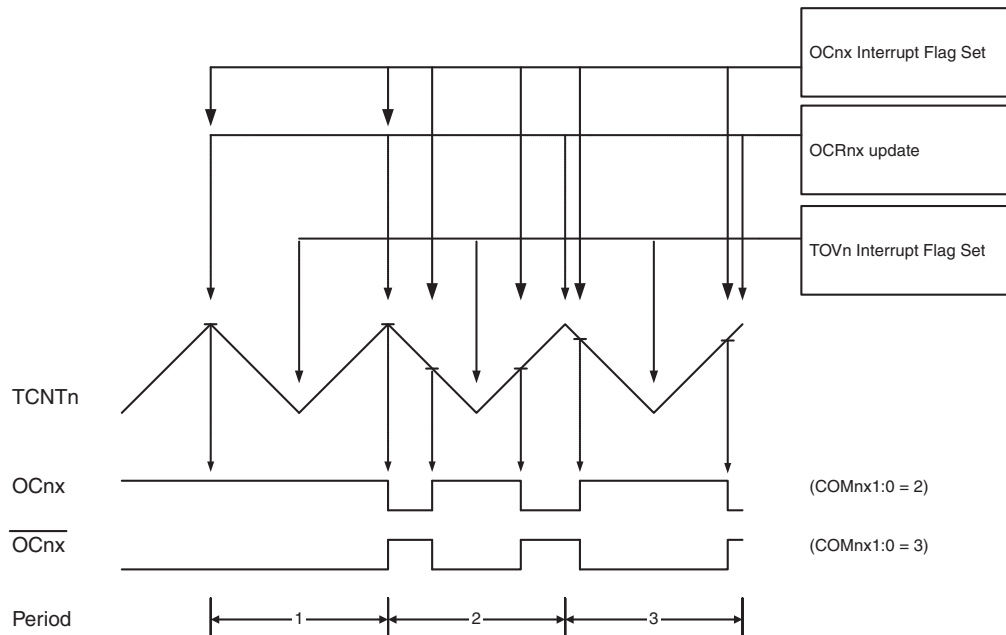 OCnx Interrupt Flag Set
OCRnx update
TOVn Interrupt Flag Set
TCNTn
OCnx
(COMnx1:0 = 2)
OCnx
(COMnx1:0 = 3)
Period
1
2
3